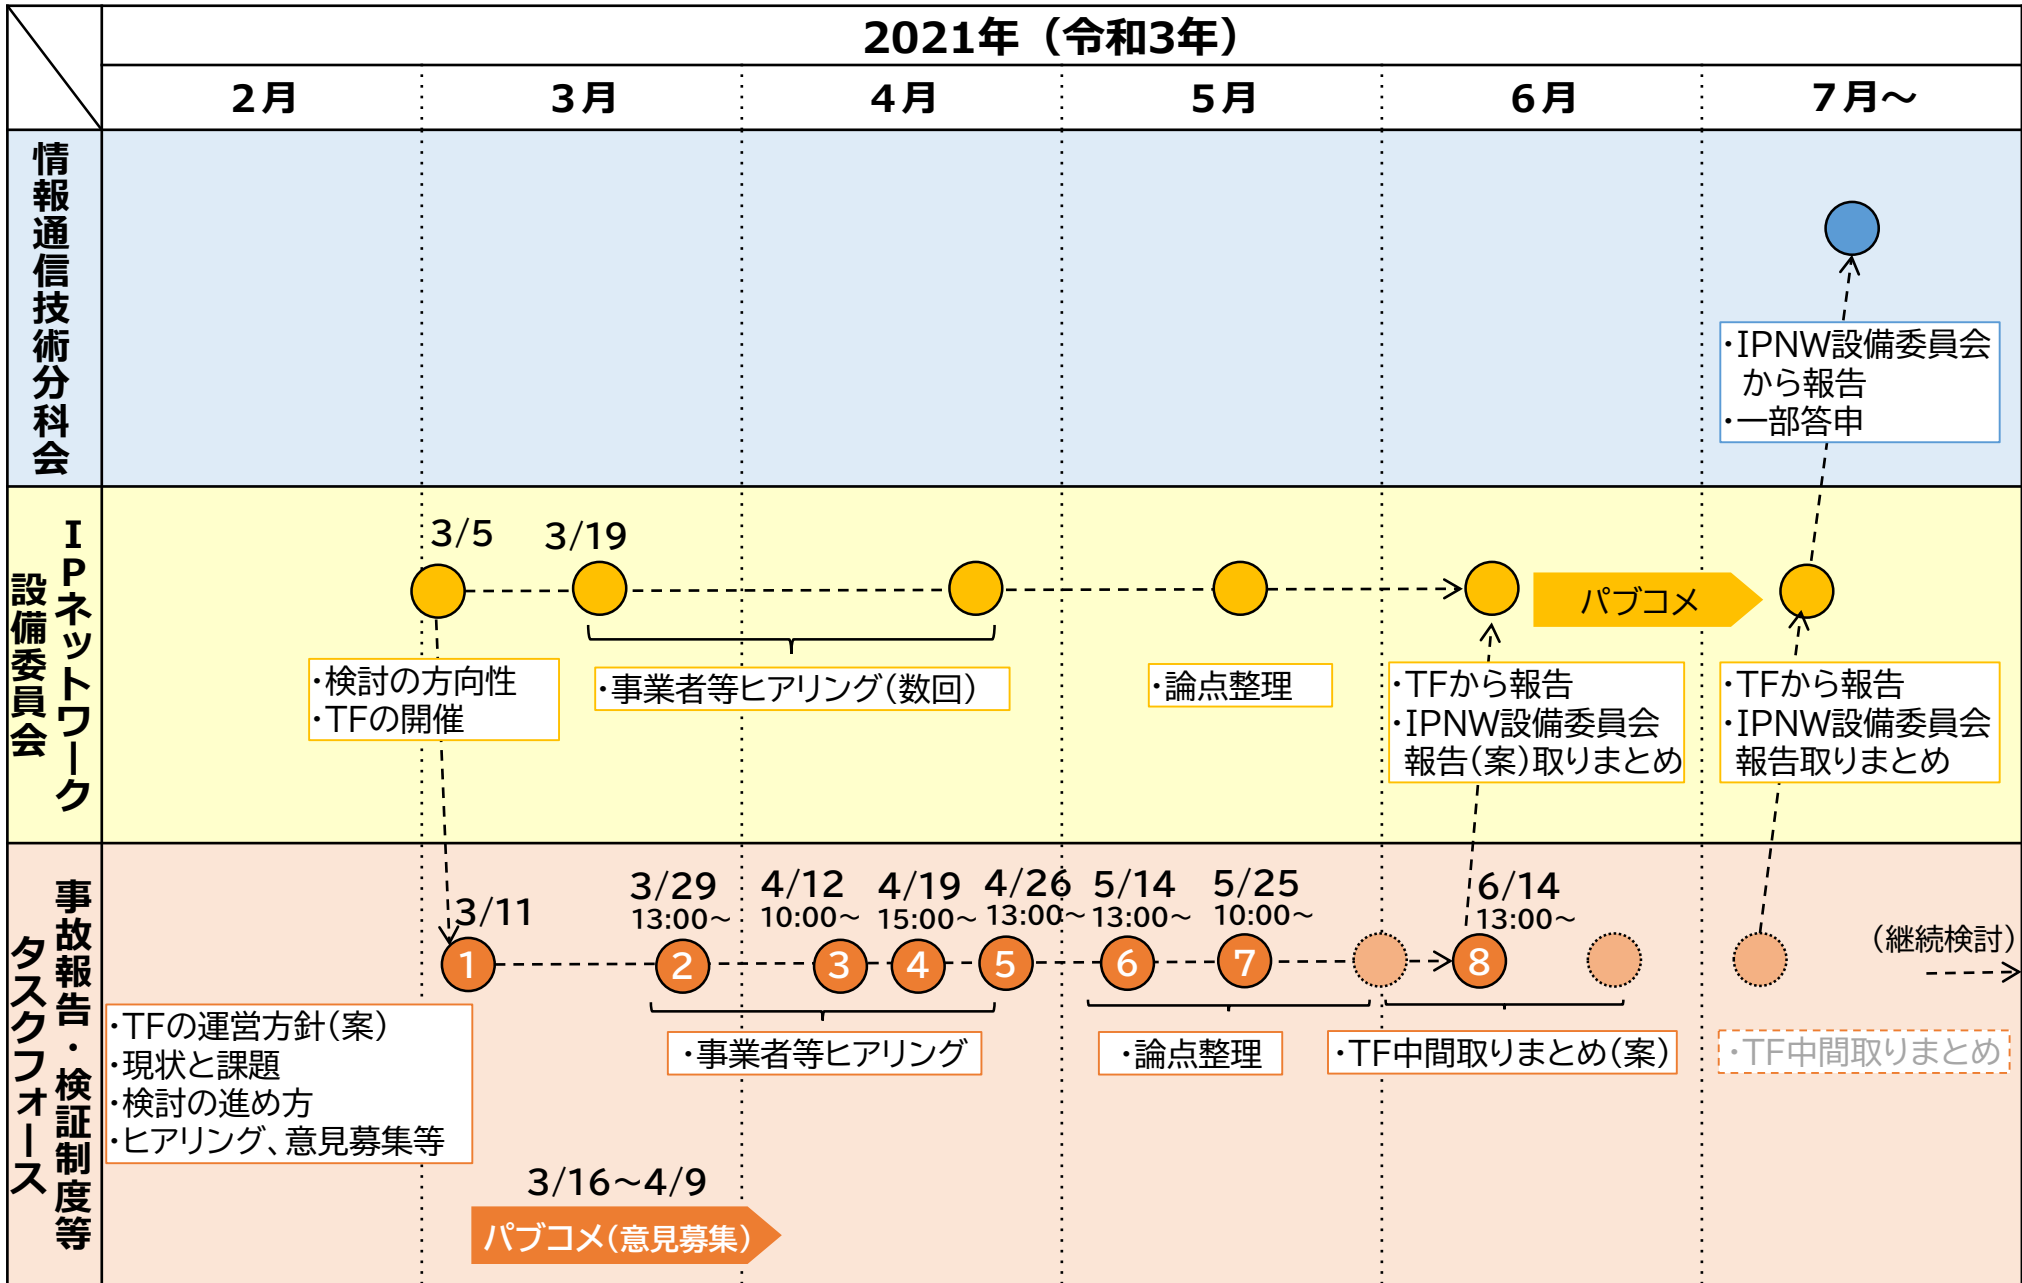 2021年（令和3年）
2月
3月
4月
5月
6月
7月～
情報通信技術分科会
・IPNW設備委員会
から報告
・一部答申
IPネットワーク
設備委員会
3/5
3/19
パブコメ
・検討の方向性
・TFの開催
・事業者等ヒアリング(数回)
・論点整理
・TFから報告
・IPNW設備委員会
報告(案)取りまとめ
・TFから報告
・IPNW設備委員会
報告取りまとめ
事故報告・検証制度等
タスクフォース
3/11
3/29
13:00～
4/12
10:00～
4/19
15:00～
4/26
13:00～
5/14
13:00～
5/25
10:00～
6/14
13:00～
1
2
3
4
5
6
7
8
(継続検討)
・TFの運営方針(案)
・現状と課題
・検討の進め方
・ヒアリング、意見募集等
・事業者等ヒアリング
・論点整理
・TF中間取りまとめ(案)
・TF中間取りまとめ
3/16～4/9
パブコメ(意見募集)